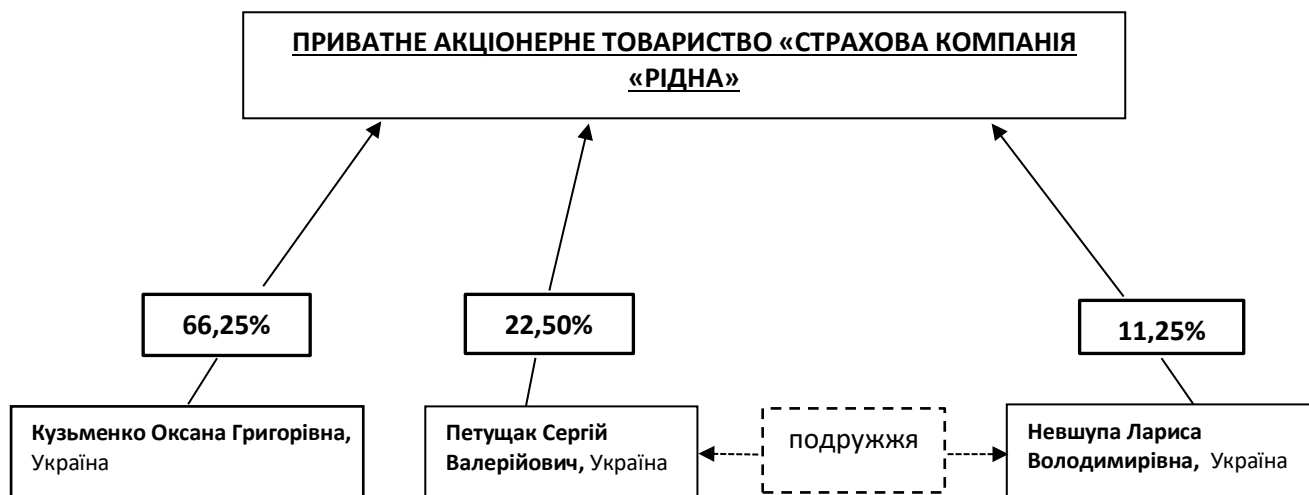 ПРИВАТНЕ АКЦІОНЕРНЕ ТОВАРИСТВО «СТРАХОВА КОМПАНІЯ
«РІДНА»
66,25%
22,50%
11,25%
Кузьменко Оксана Григорівна,
Україна
Петущак Сергій
Валерійович, Україна
подружжя
Невшупа Лариса
Володимирівна, Україна